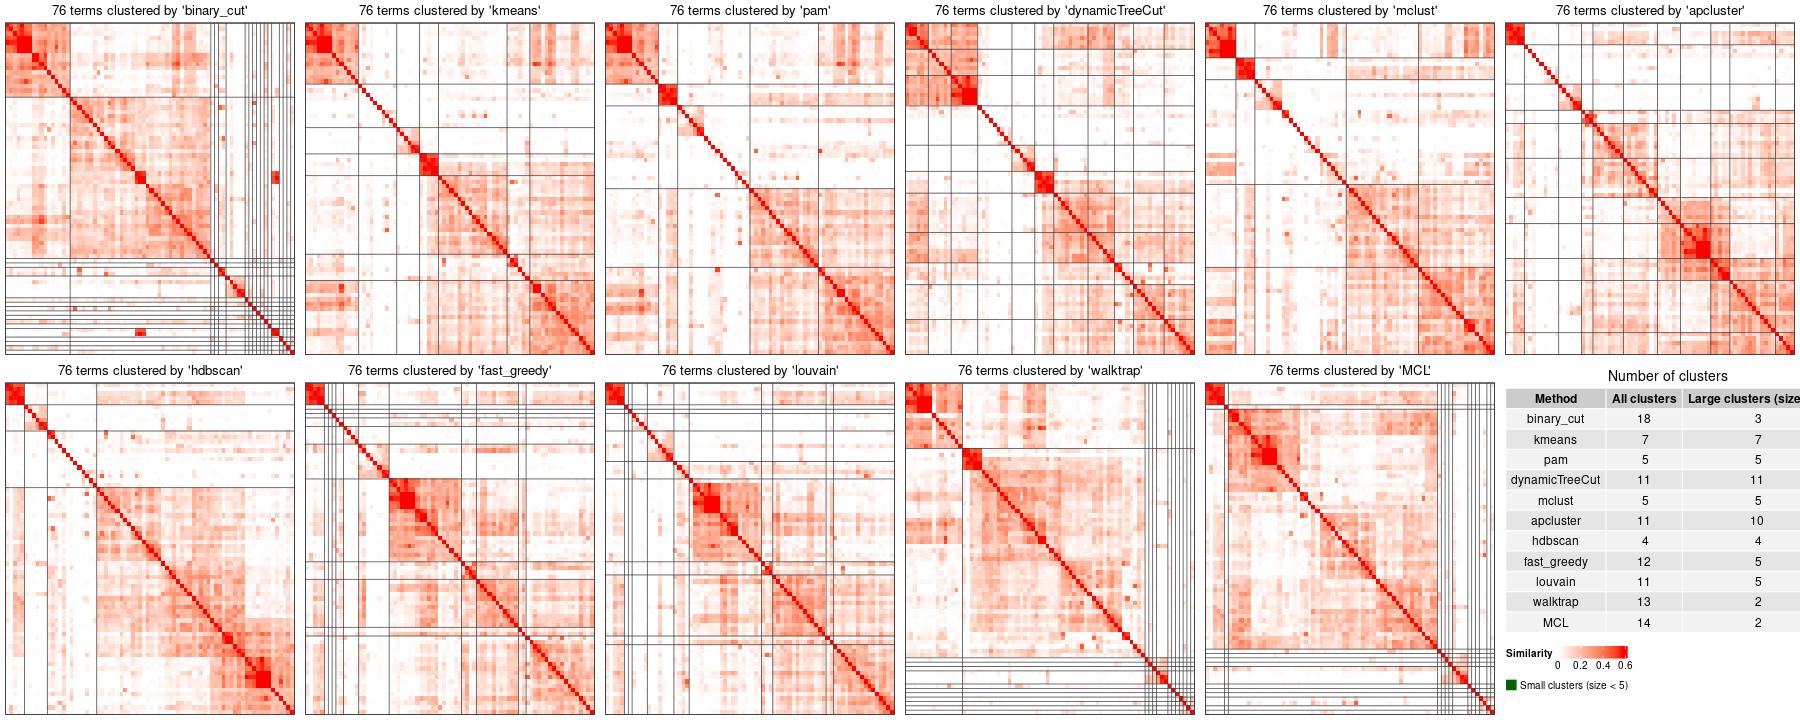 76 terms clustered by 'binary_cut'
76 terms clustered by 'kmeans'
76 terms clustered by 'pam'
76 terms clustered by 'dynamicTreeCut'
76 terms clustered by 'mclust'
76 terms clustered by 'apcluster'
76 terms clustered by 'hdbscan'
76 terms clustered by 'fast_greedy'
76 terms clustered by 'louvain'
76 terms clustered by 'walktrap'
76 terms clustered by 'MCL'
Number of clusters
Method All clusters Large clusters (size
binary_cut 18 3
kmeans 7 7
pam 5 5
dynamicTreeCut 11 11
mclust 5 5
apcluster 11 10
hdbscan 4 4
fast_greedy 12 5
louvain 11 5
walktrap 13 2
MCL 14 2
Similarity
0 0.2 0.4 0.6
Small clusters (size < 5)